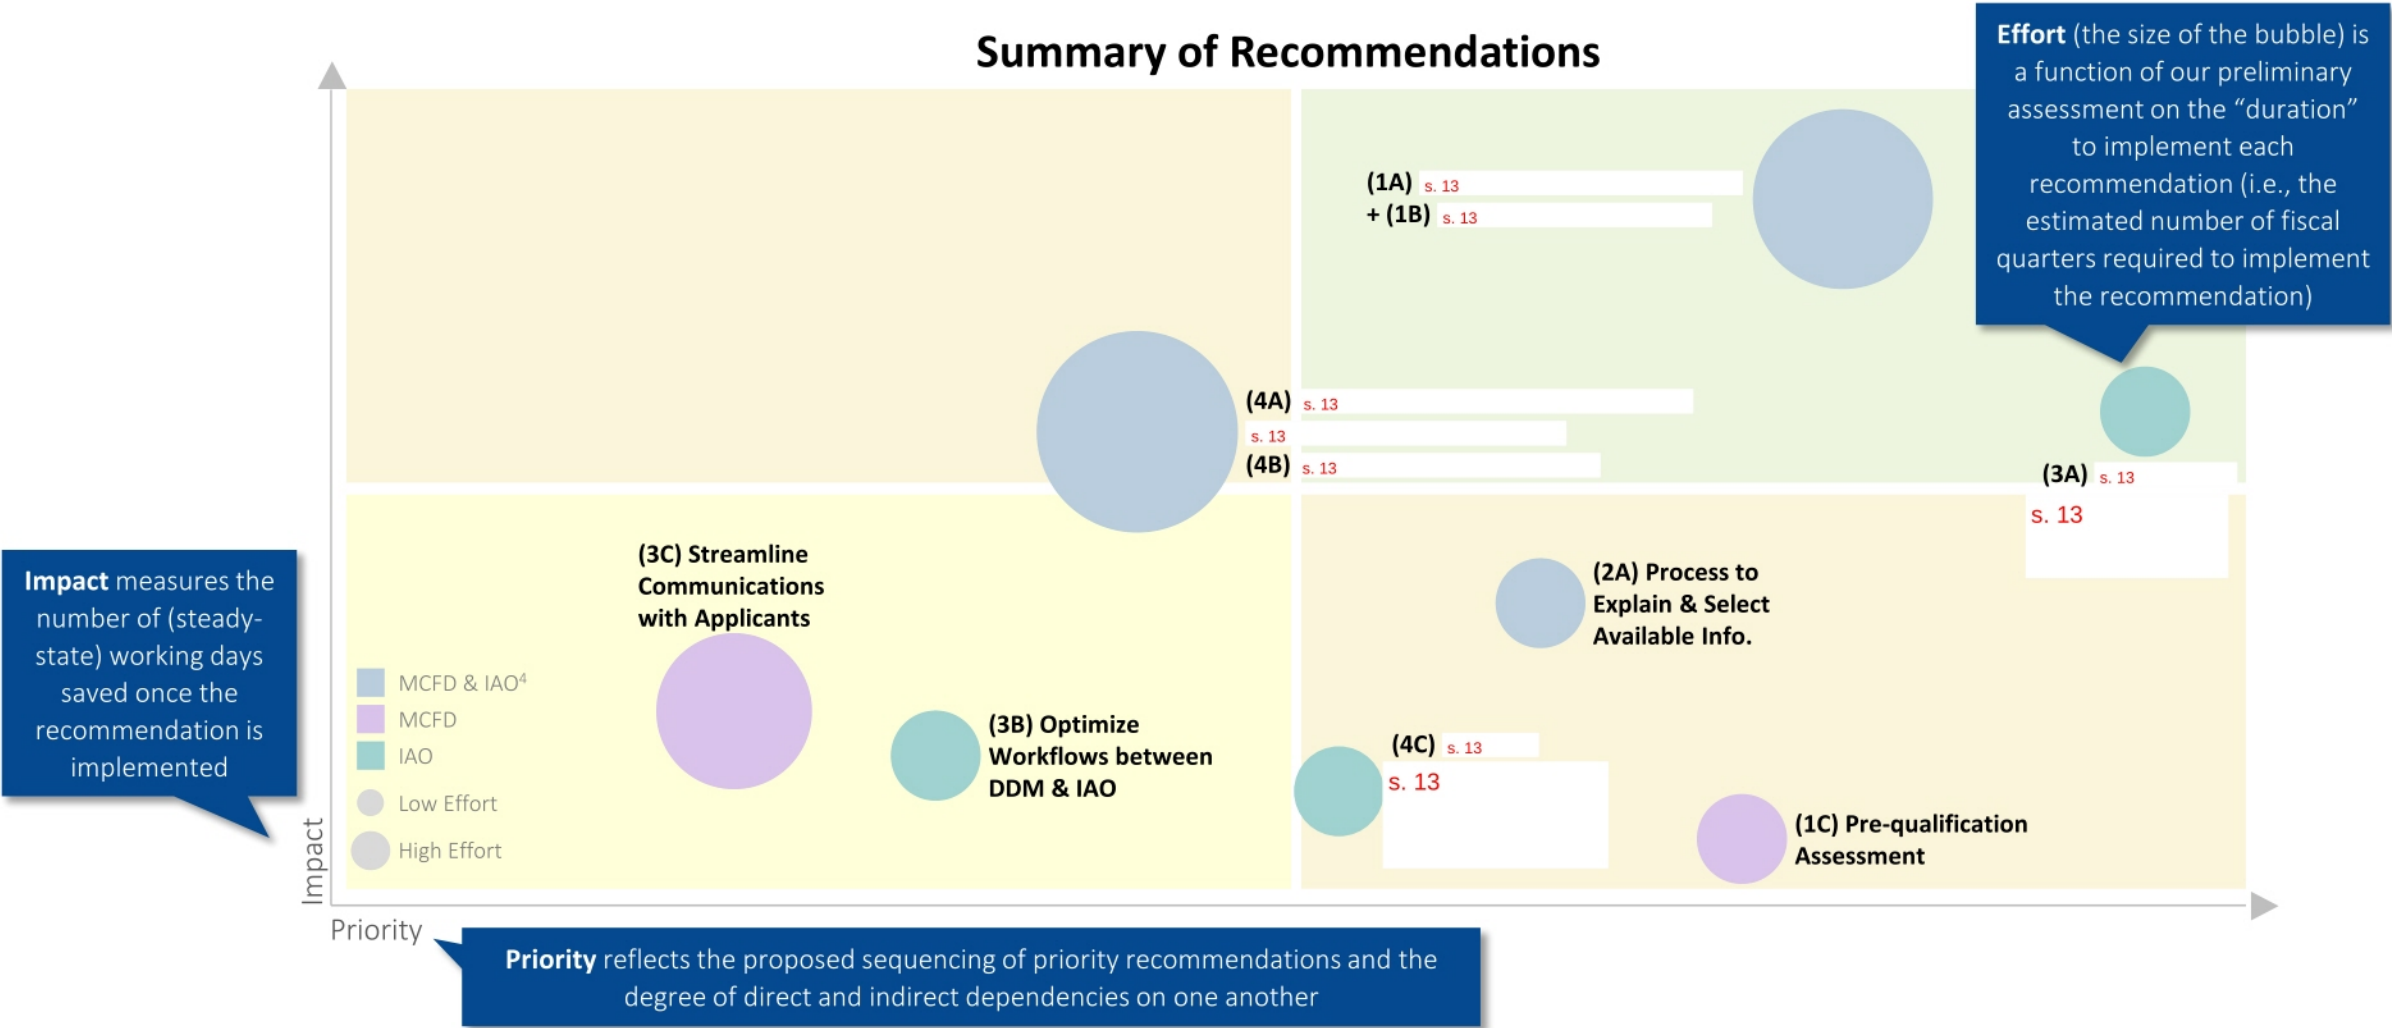 Summary of Recommendations
Effort (the size of the bubble) is
a function of our preliminary
assessment on the “duration”
to implement each
recommendation (i.e., the
estimated number of fiscal
quarters required to implement
the recommendation)
(1A) s. 13
+ (1B) s. 13
(4A) s. 13
s. 13
(4B) s. 13
(3A) s. 13
s. 13
(3C) Streamline
Communications
with Applicants
(2A) Process to
Explain & Select
Available Info.
Impact measures the
number of (steady-
state) working days
saved once the
recommendation is
implemented
MCFD & IAO⁴
MCFD
IAO
Low Effort
High Effort
(3B) Optimize
Workflows between
DDM & IAO
(4C) s. 13
s. 13
(1C) Pre-qualification
Assessment
Impact
Priority
Priority reflects the proposed sequencing of priority recommendations and the
degree of direct and indirect dependencies on one another